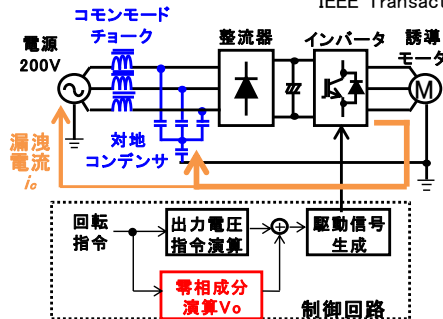 IEEE Transact
コモンモード
チョーク
電源
200V
整流器
インバータ
誘導
モータ
M
漏洩
電流
ic
対地
コンデンサ
回転
指令
出力電圧
指令演算
駆動信号
生成
零相成分
演算Vo
制御回路